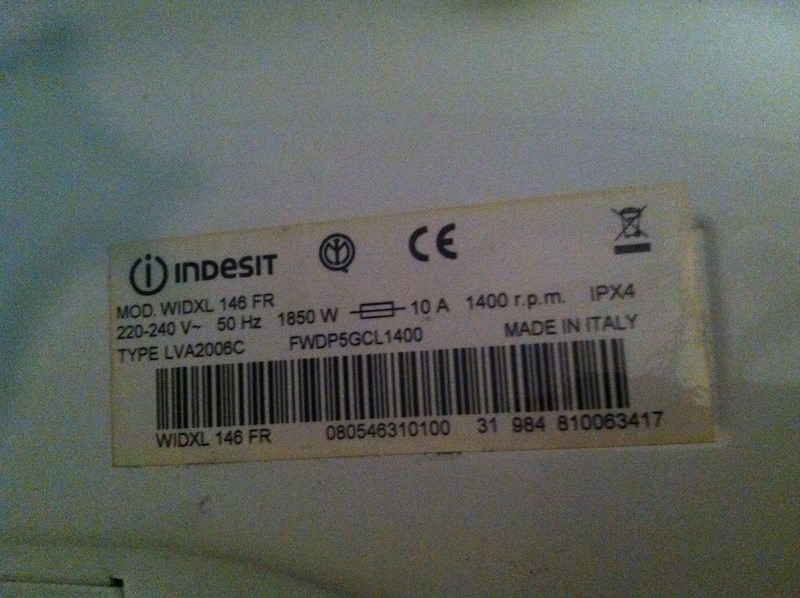 indesit CE
MOD. WIDXL 146 FR
220-240 V~ 50 Hz 1850 W 10 A 1400 r.p.m. IPX4
TYPE LVA2006C FWDP5GCL1400 MADE IN ITALY
WIDXL 146 FR 080546310100 31 984 810063417